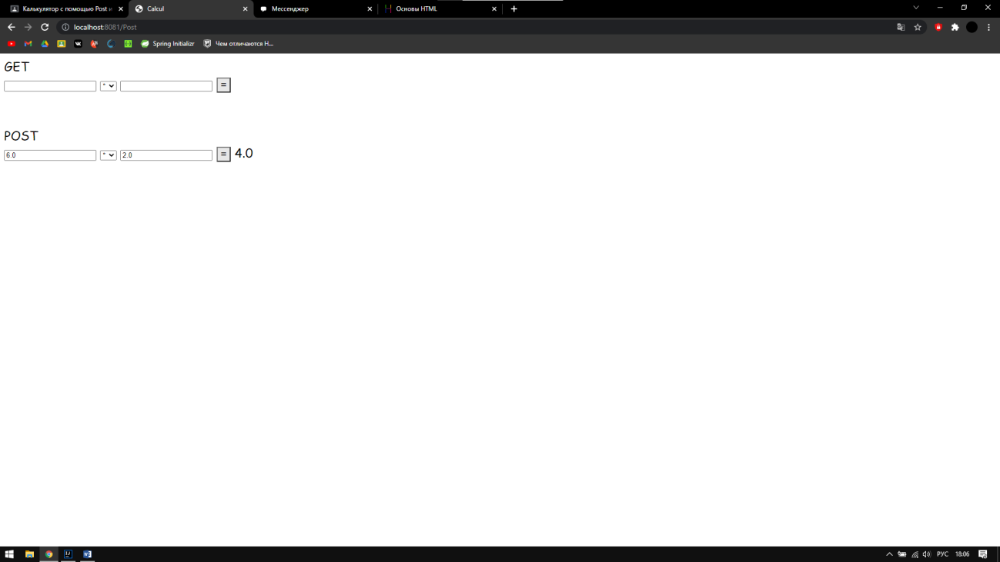 Калькулятор с помощью Post и
Calcul
Мессенджер
Основы HTML
localhost:8081/Post
Spring Initializr
Чем отличаются H...
GET
* =
POST
6.0 * 2.0 = 4.0
РУС 18:06